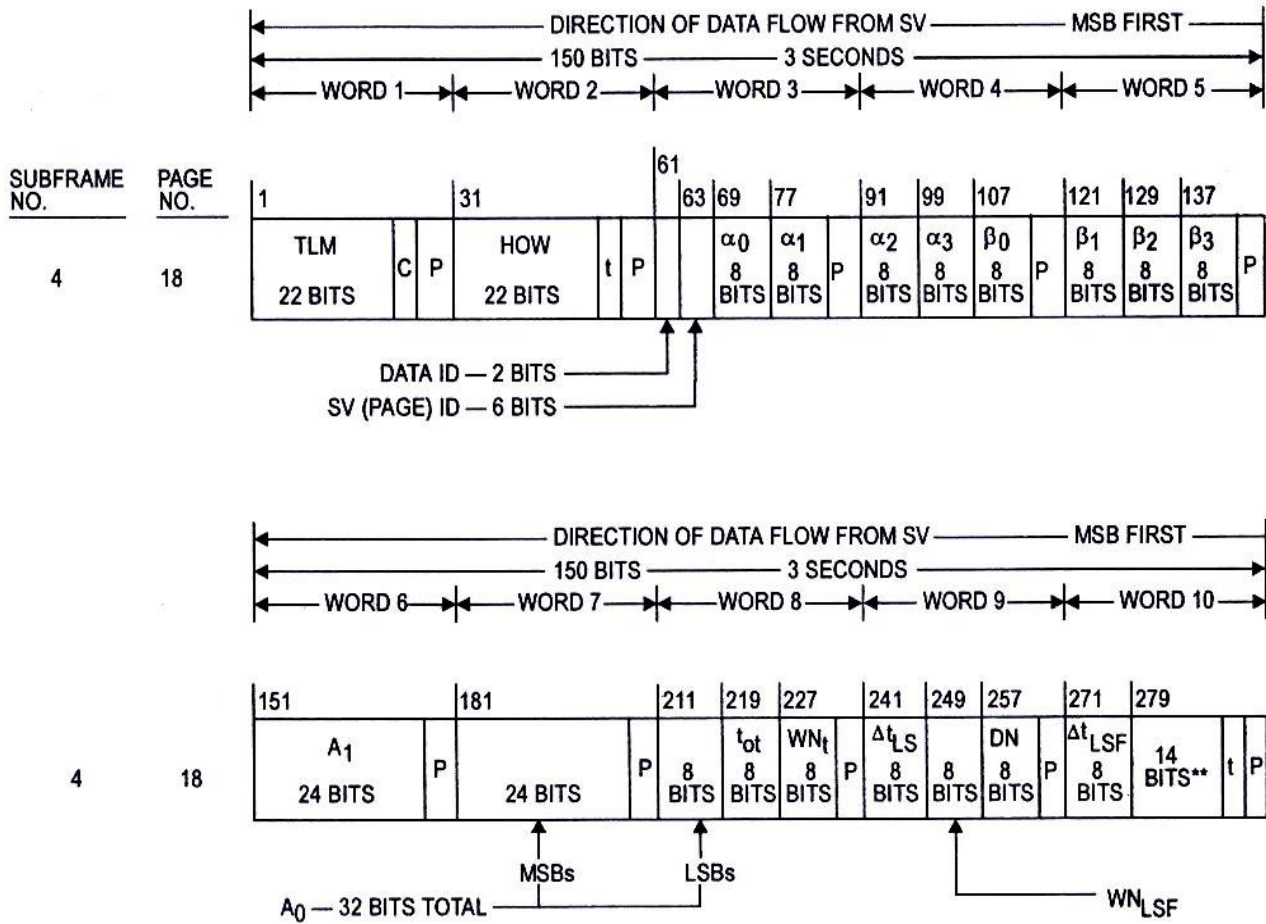 DIRECTION OF DATA FLOW FROM SV MSB FIRST
150 BITS 3 SECONDS
WORD 1 WORD 2 WORD 3 WORD 4 WORD 5
SUBFRAME NO. PAGE NO.
61
1 31 63 69 77 91 99 107 121 129 137
4 18
TLM 22 BITS
C
P
HOW 22 BITS
t
P
α0 8 BITS
α1 8 BITS
P
α2 8 BITS
α3 8 BITS
β0 8 BITS
P
β1 8 BITS
β2 8 BITS
β3 8 BITS
P
DATA ID — 2 BITS
SV (PAGE) ID — 6 BITS
DIRECTION OF DATA FLOW FROM SV MSB FIRST
150 BITS 3 SECONDS
WORD 6 WORD 7 WORD 8 WORD 9 WORD 10
151 181 211 219 227 241 249 257 271 279
4 18
A1 24 BITS
P
24 BITS
P
8 BITS
tot 8 BITS
WNt 8 BITS
P
ΔtLS 8 BITS
8 BITS
DN 8 BITS
P
ΔtLSF 8 BITS
14 BITS**
t
P
MSBs LSBs
A0 — 32 BITS TOTAL
WNLSF